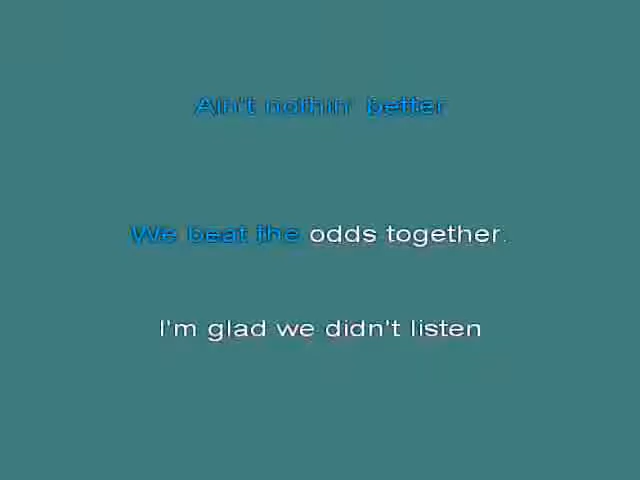 Ain't nothin' better
We beat the odds together.
I'm glad we didn't listen